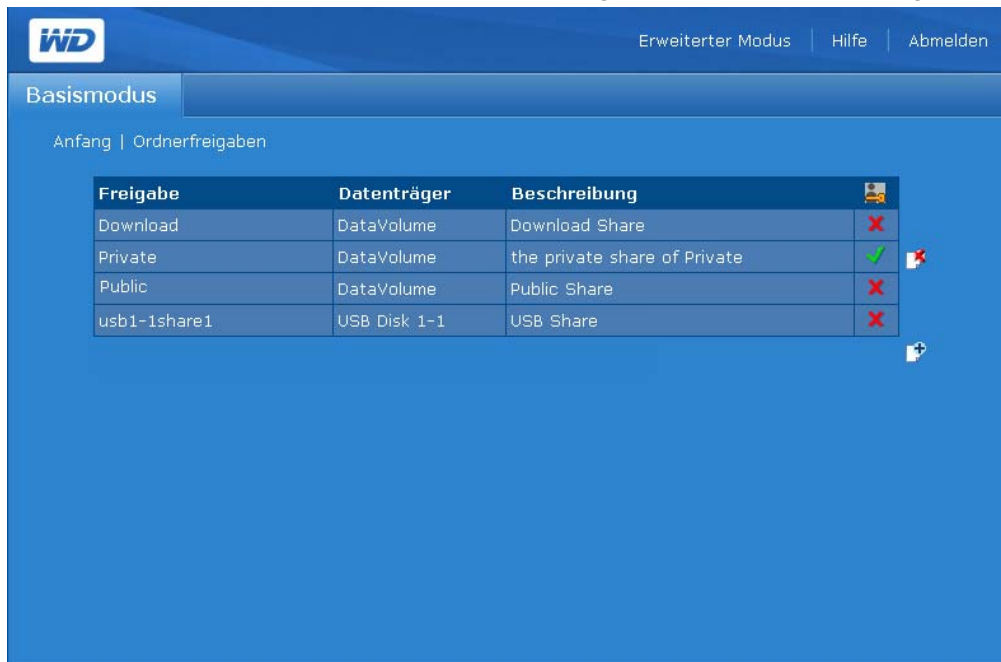 WD
Erweiterter Modus | Hilfe | Abmelden
Basismodus
Anfang | Ordnerfreigaben
Freigabe Datenträger Beschreibung
Download DataVolume Download Share
Private DataVolume the private share of Private
Public DataVolume Public Share
usb1-1share1 USB Disk 1-1 USB Share